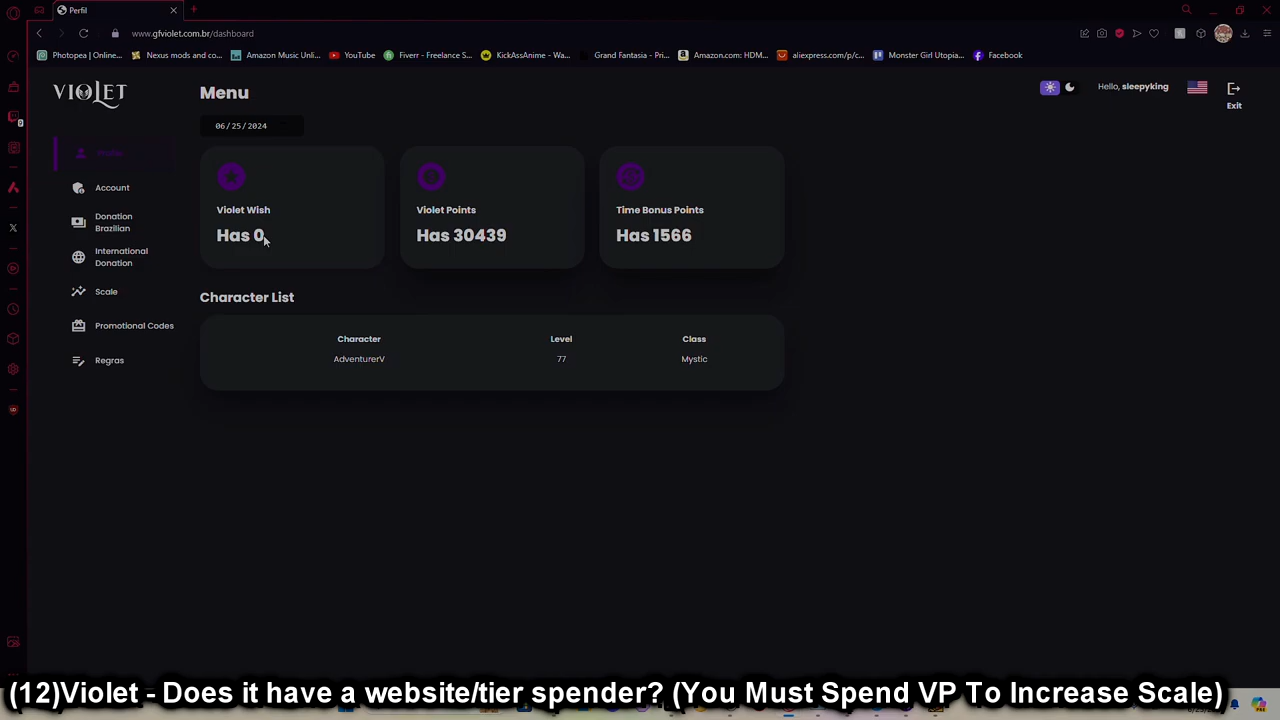 Perfil
www.gfviolet.com.br/dashboard
Photopea | Online... Nexus mods and co... Amazon Music Unli... YouTube Fiverr - Freelance S... KickAssAnime - Wa... Grand Fantasia - Pri... Amazon.com: HDM... aliexpress.com/p/c... Monster Girl Utopi... Facebook
VIOLET
Menu
Hello, sleepyking
Exit
06/25/2024
Profile
Account
Donation
Brazilian
International
Donation
Scale
Promotional Codes
Regras
Violet Wish
Has 0
Violet Points
Has 30439
Time Bonus Points
Has 1566
Character List
Character Level Class
AdventurerV 77 Mystic
(12)Violet - Does it have a website/tier spender? (You Must Spend VP To Increase Scale)